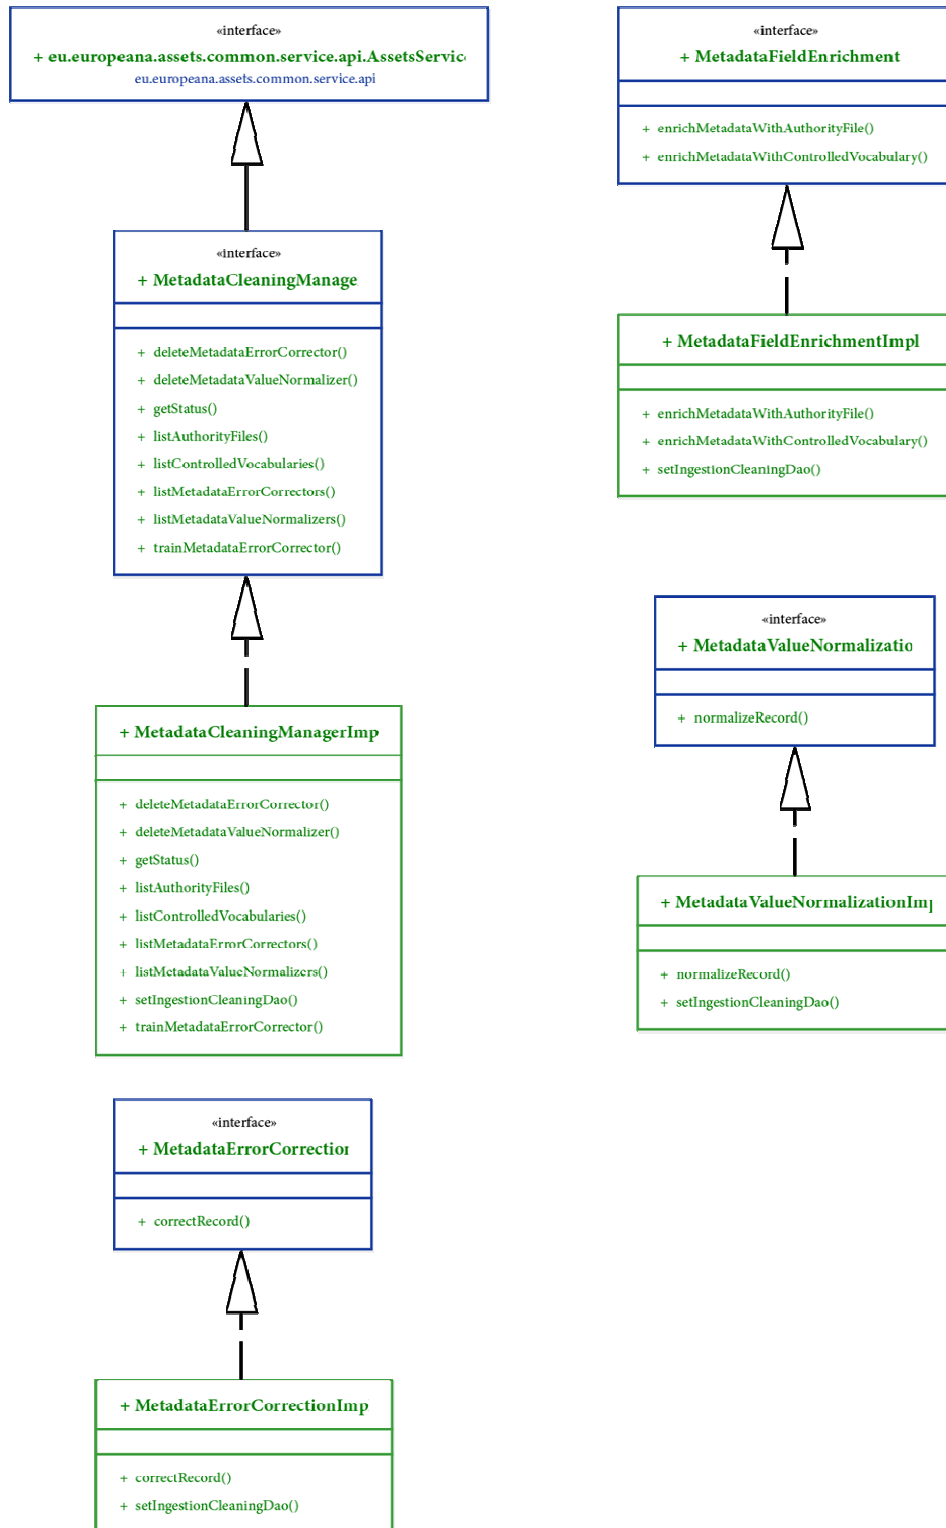 «interface»
+ eu.europeana.assets.common.service.api.AssetsServic
eu.europeana.assets.common.service.api
«interface»
+ MetadataCleaningManage
+ deleteMetadataErrorCorrector()
+ deleteMetadataValueNormalizer()
+ getStatus()
+ listAuthorityFiles()
+ listControlledVocabularies()
+ listMetadataErrorCorrectors()
+ listMetadataValueNormalizers()
+ trainMetadataErrorCorrector()
+ MetadataCleaningManagerImp
+ deleteMetadataErrorCorrector()
+ deleteMetadataValueNormalizer()
+ getStatus()
+ listAuthorityFiles()
+ listControlledVocabularies()
+ listMetadataErrorCorrectors()
+ listMetadataValueNormalizers()
+ setIngestionCleaningDao()
+ trainMetadataErrorCorrector()
«interface»
+ MetadataErrorCorrection
+ correctRecord()
+ MetadataErrorCorrectionImp
+ correctRecord()
+ setIngestionCleaningDao()
«interface»
+ MetadataFieldEnrichment
+ enrichMetadataWithAuthorityFile()
+ enrichMetadataWithControlledVocabulary()
+ MetadataFieldEnrichmentImpl
+ enrichMetadataWithAuthorityFile()
+ enrichMetadataWithControlledVocabulary()
+ setIngestionCleaningDao()
«interface»
+ MetadataValueNormalizatio
+ normalizeRecord()
+ MetadataValueNormalizationImp
+ normalizeRecord()
+ setIngestionCleaningDao()